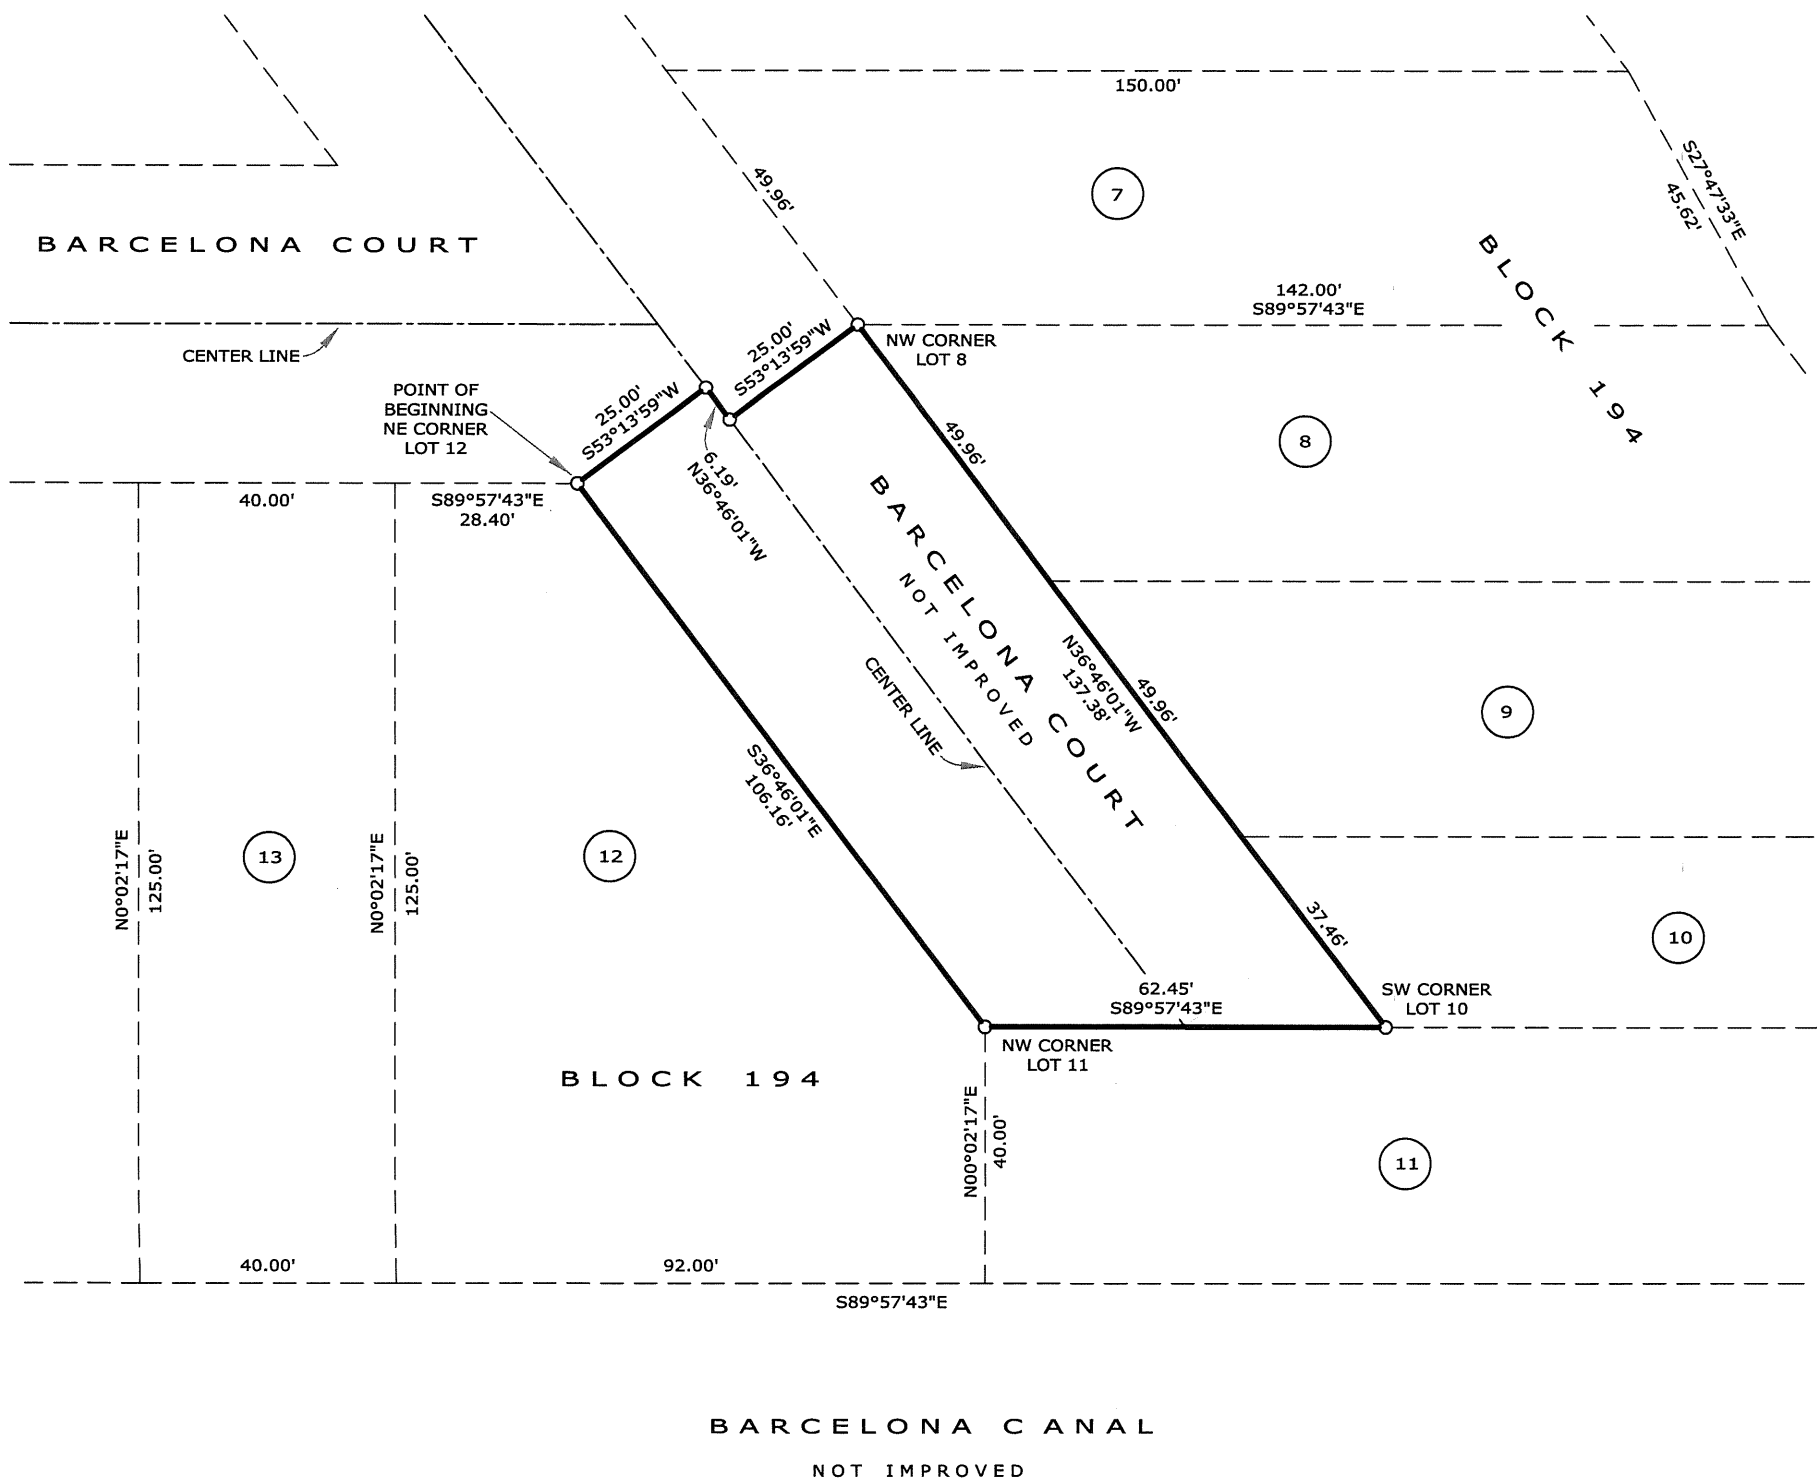 150.00'
S27°47'33"E
45.62'
49.96'
7
BARCELONA COURT
BLOCK 194
142.00'
S89°57'43"E
CENTER LINE
25.00'
S53°13'59"W
NW CORNER
LOT 8
POINT OF
BEGINNING
NE CORNER
LOT 12
25.00'
S53°13'59"W
6.19'
N36°46'01"W
49.96'
8
40.00'
S89°57'43"E
28.40'
BARCELONA COURT
NOT IMPROVED
CENTER LINE
N36°46'01"W
137.38'
49.96'
9
S36°46'01"E
106.16'
N0°02'17"E
125.00'
13
N0°02'17"E
125.00'
12
37.46'
10
62.45'
S89°57'43"E
SW CORNER
LOT 10
NW CORNER
LOT 11
BLOCK 194
N00°02'17"E
40.00'
11
40.00'
92.00'
S89°57'43"E
BARCELONA CANAL
NOT IMPROVED